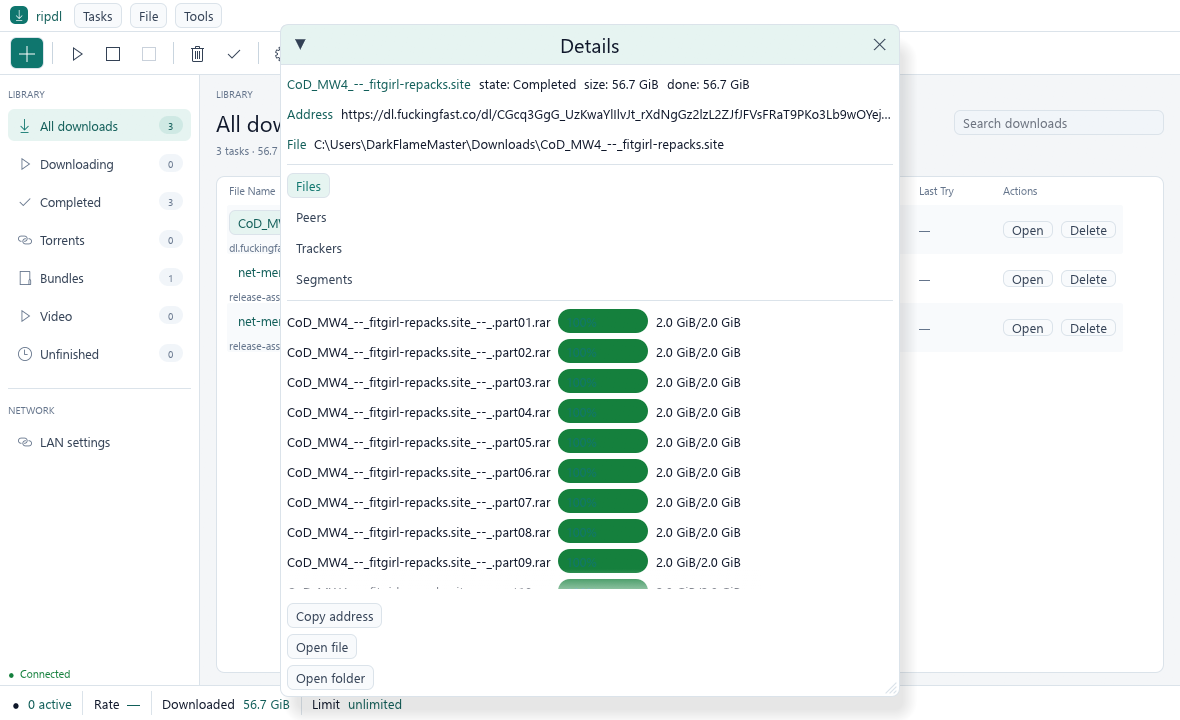 ripdl Tasks File Tools
▼ Details
LIBRARY
All downloads 3
Downloading 0
Completed 3
Torrents 0
Bundles 1
Video 0
Unfinished 0
NETWORK
LAN settings
● Connected
LIBRARY
All dow
3 tasks · 56.7
Search downloads
File Name Last Try Actions
CoD_M
dl.fuckingfa
— Open Delete
net-me
release-ass
— Open Delete
net-me
release-ass
— Open Delete
CoD_MW4_--_fitgirl-repacks.site state: Completed size: 56.7 GiB done: 56.7 GiB
Address https://dl.fuckingfast.co/dl/CGcq3GgG_UzKwaYlIlvJt_rXdNgGz2lzL2ZJfJFVsFRaT9PKo3Lb9wOYej...
File C:\Users\DarkFlameMaster\Downloads\CoD_MW4_--_fitgirl-repacks.site
Files
Peers
Trackers
Segments
CoD_MW4_--_fitgirl-repacks.site_--_.part01.rar 2.0 GiB/2.0 GiB
CoD_MW4_--_fitgirl-repacks.site_--_.part02.rar 2.0 GiB/2.0 GiB
CoD_MW4_--_fitgirl-repacks.site_--_.part03.rar 2.0 GiB/2.0 GiB
CoD_MW4_--_fitgirl-repacks.site_--_.part04.rar 2.0 GiB/2.0 GiB
CoD_MW4_--_fitgirl-repacks.site_--_.part05.rar 2.0 GiB/2.0 GiB
CoD_MW4_--_fitgirl-repacks.site_--_.part06.rar 2.0 GiB/2.0 GiB
CoD_MW4_--_fitgirl-repacks.site_--_.part07.rar 2.0 GiB/2.0 GiB
CoD_MW4_--_fitgirl-repacks.site_--_.part08.rar 2.0 GiB/2.0 GiB
CoD_MW4_--_fitgirl-repacks.site_--_.part09.rar 2.0 GiB/2.0 GiB
Copy address
Open file
Open folder
● 0 active Rate — Downloaded 56.7 GiB Limit unlimited